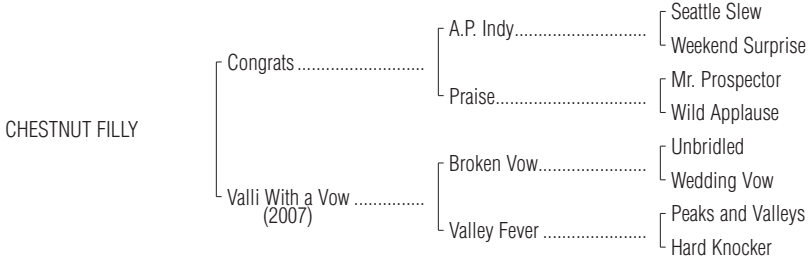 Seattle Slew
A.P. Indy............................
Weekend Surprise
Congrats...........................
Mr. Prospector
Praise................................
Wild Applause
CHESTNUT FILLY
Unbridled
Broken Vow.......................
Wedding Vow
Valli With a Vow ...............
(2007)
Peaks and Valleys
Valley Fever ......................
Hard Knocker